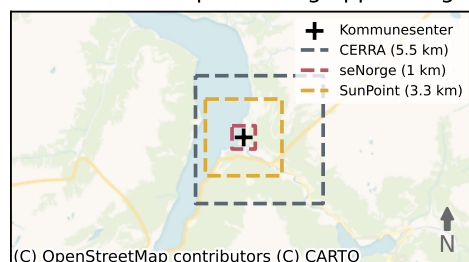 Kommunesenter
CERRA (5.5 km)
seNorge (1 km)
SunPoint (3.3 km)
N
(C) OpenStreetMap contributors (C) CARTO